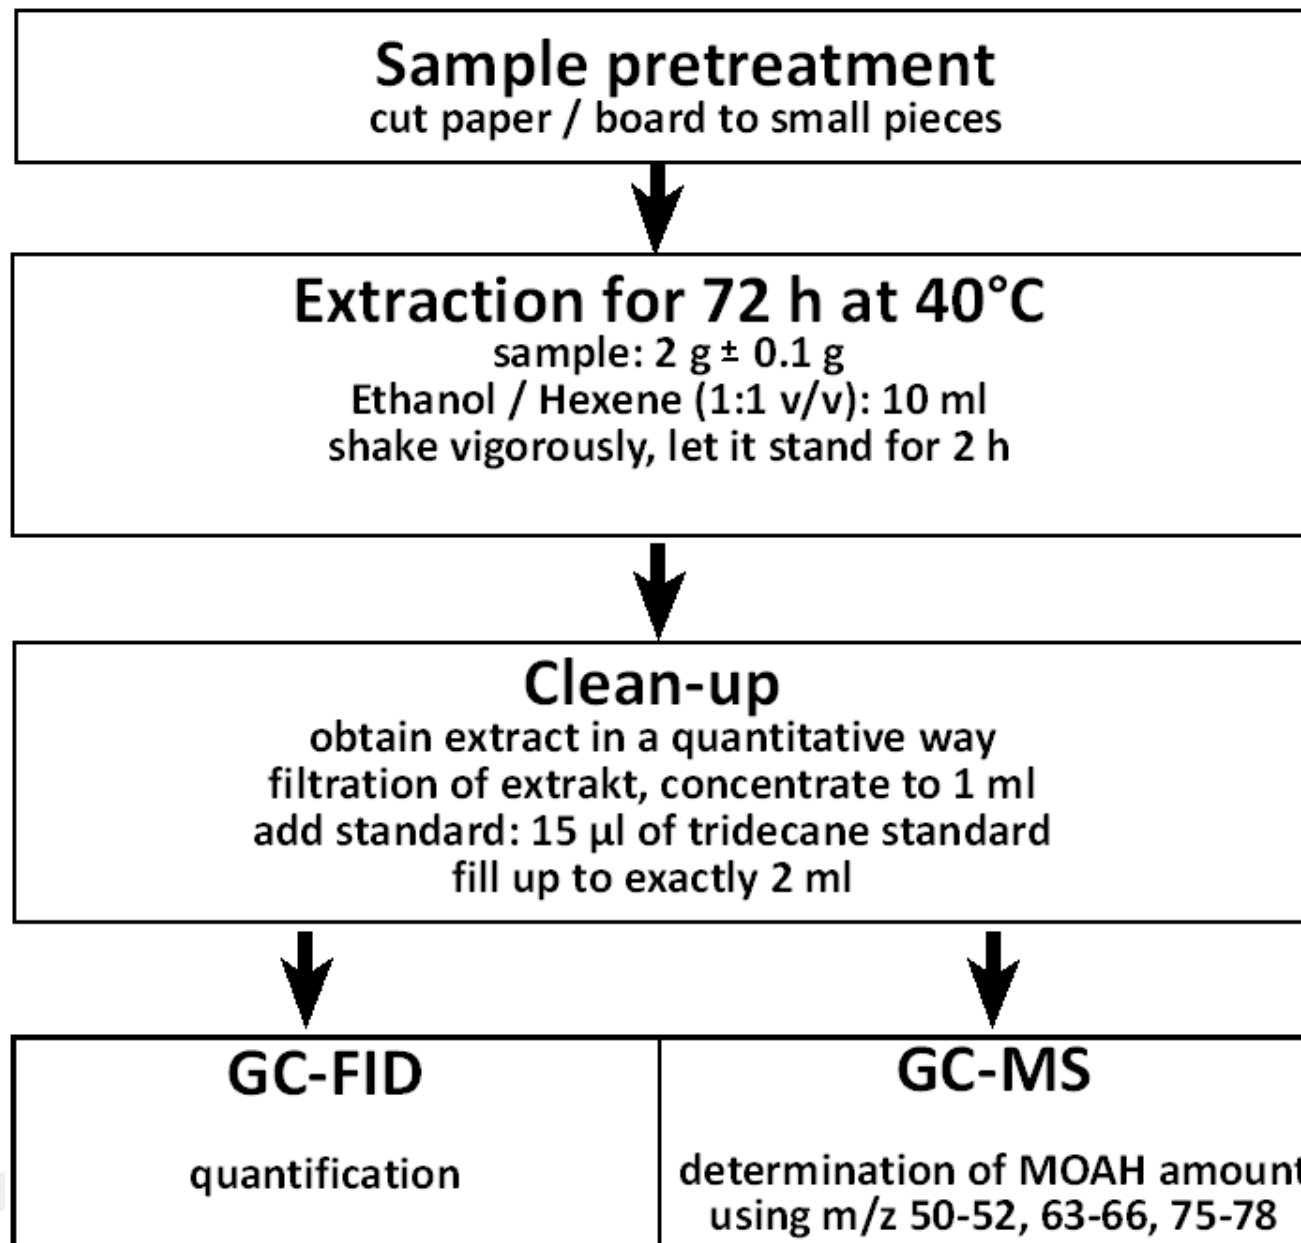 Sample pretreatment
cut paper / board to small pieces
Extraction for 72 h at 40°C
sample: 2 g ± 0.1 g
Ethanol / Hexene (1:1 v/v): 10 ml
shake vigorously, let it stand for 2 h
Clean-up
obtain extract in a quantitative way
filtration of extrakt, concentrate to 1 ml
add standard: 15 µl of tridecane standard
fill up to exactly 2 ml
GC-FID
quantification
GC-MS
determination of MOAH amount
using m/z 50-52, 63-66, 75-78